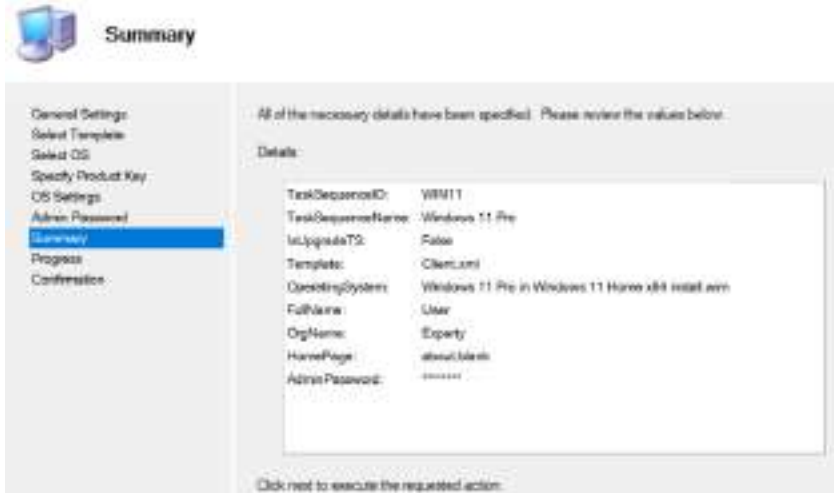 Summary
General Settings
Select Template
Select OS
Specify Product Key
OS Settings
Admin Password
Summary
Progress
Confirmation
All of the necessary details have been specified. Please review the values below.
Details:
TaskSequenceID: WIN11
TaskSequenceName: Windows 11 Pro
IsUpgradeTS: False
Template: Client.xml
OperatingSystem: Windows 11 Pro in Windows 11 Home x64 install.wim
FullName: User
OrgName: Experty
HomePage: about:blank
AdminPassword: ********
Click next to execute the requested action.